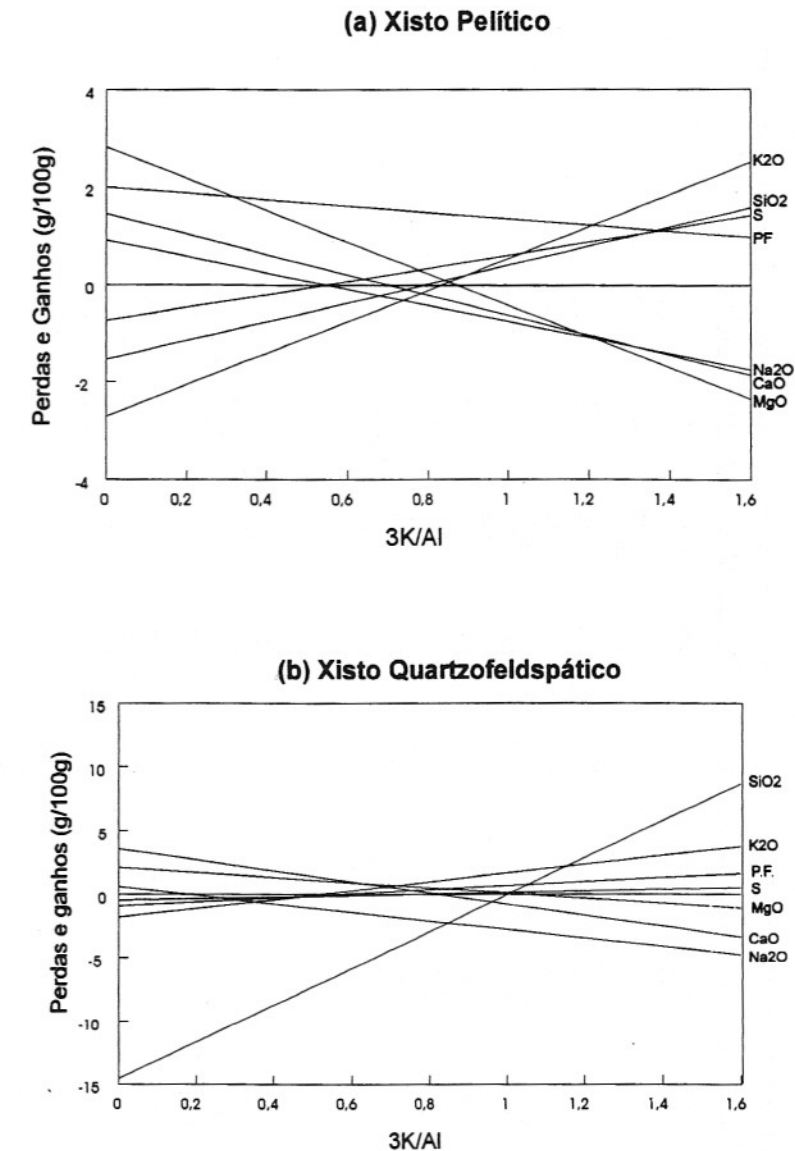 (a) Xisto Pelítico
Perdas e Ganhos (g/100g)
4
2
0
-2
-4
K2O
SiO2
S
PF
Na2O
CaO
MgO
0 0,2 0,4 0,6 0,8 1 1,2 1,4 1,6
3K/Al
(b) Xisto Quartzofeldspático
Perdas e ganhos (g/100g)
15
10
5
0
-5
-10
-15
SiO2
K2O
P.F.
S
MgO
CaO
Na2O
0 0,2 0,4 0,6 0,8 1 1,2 1,4 1,6
3K/Al